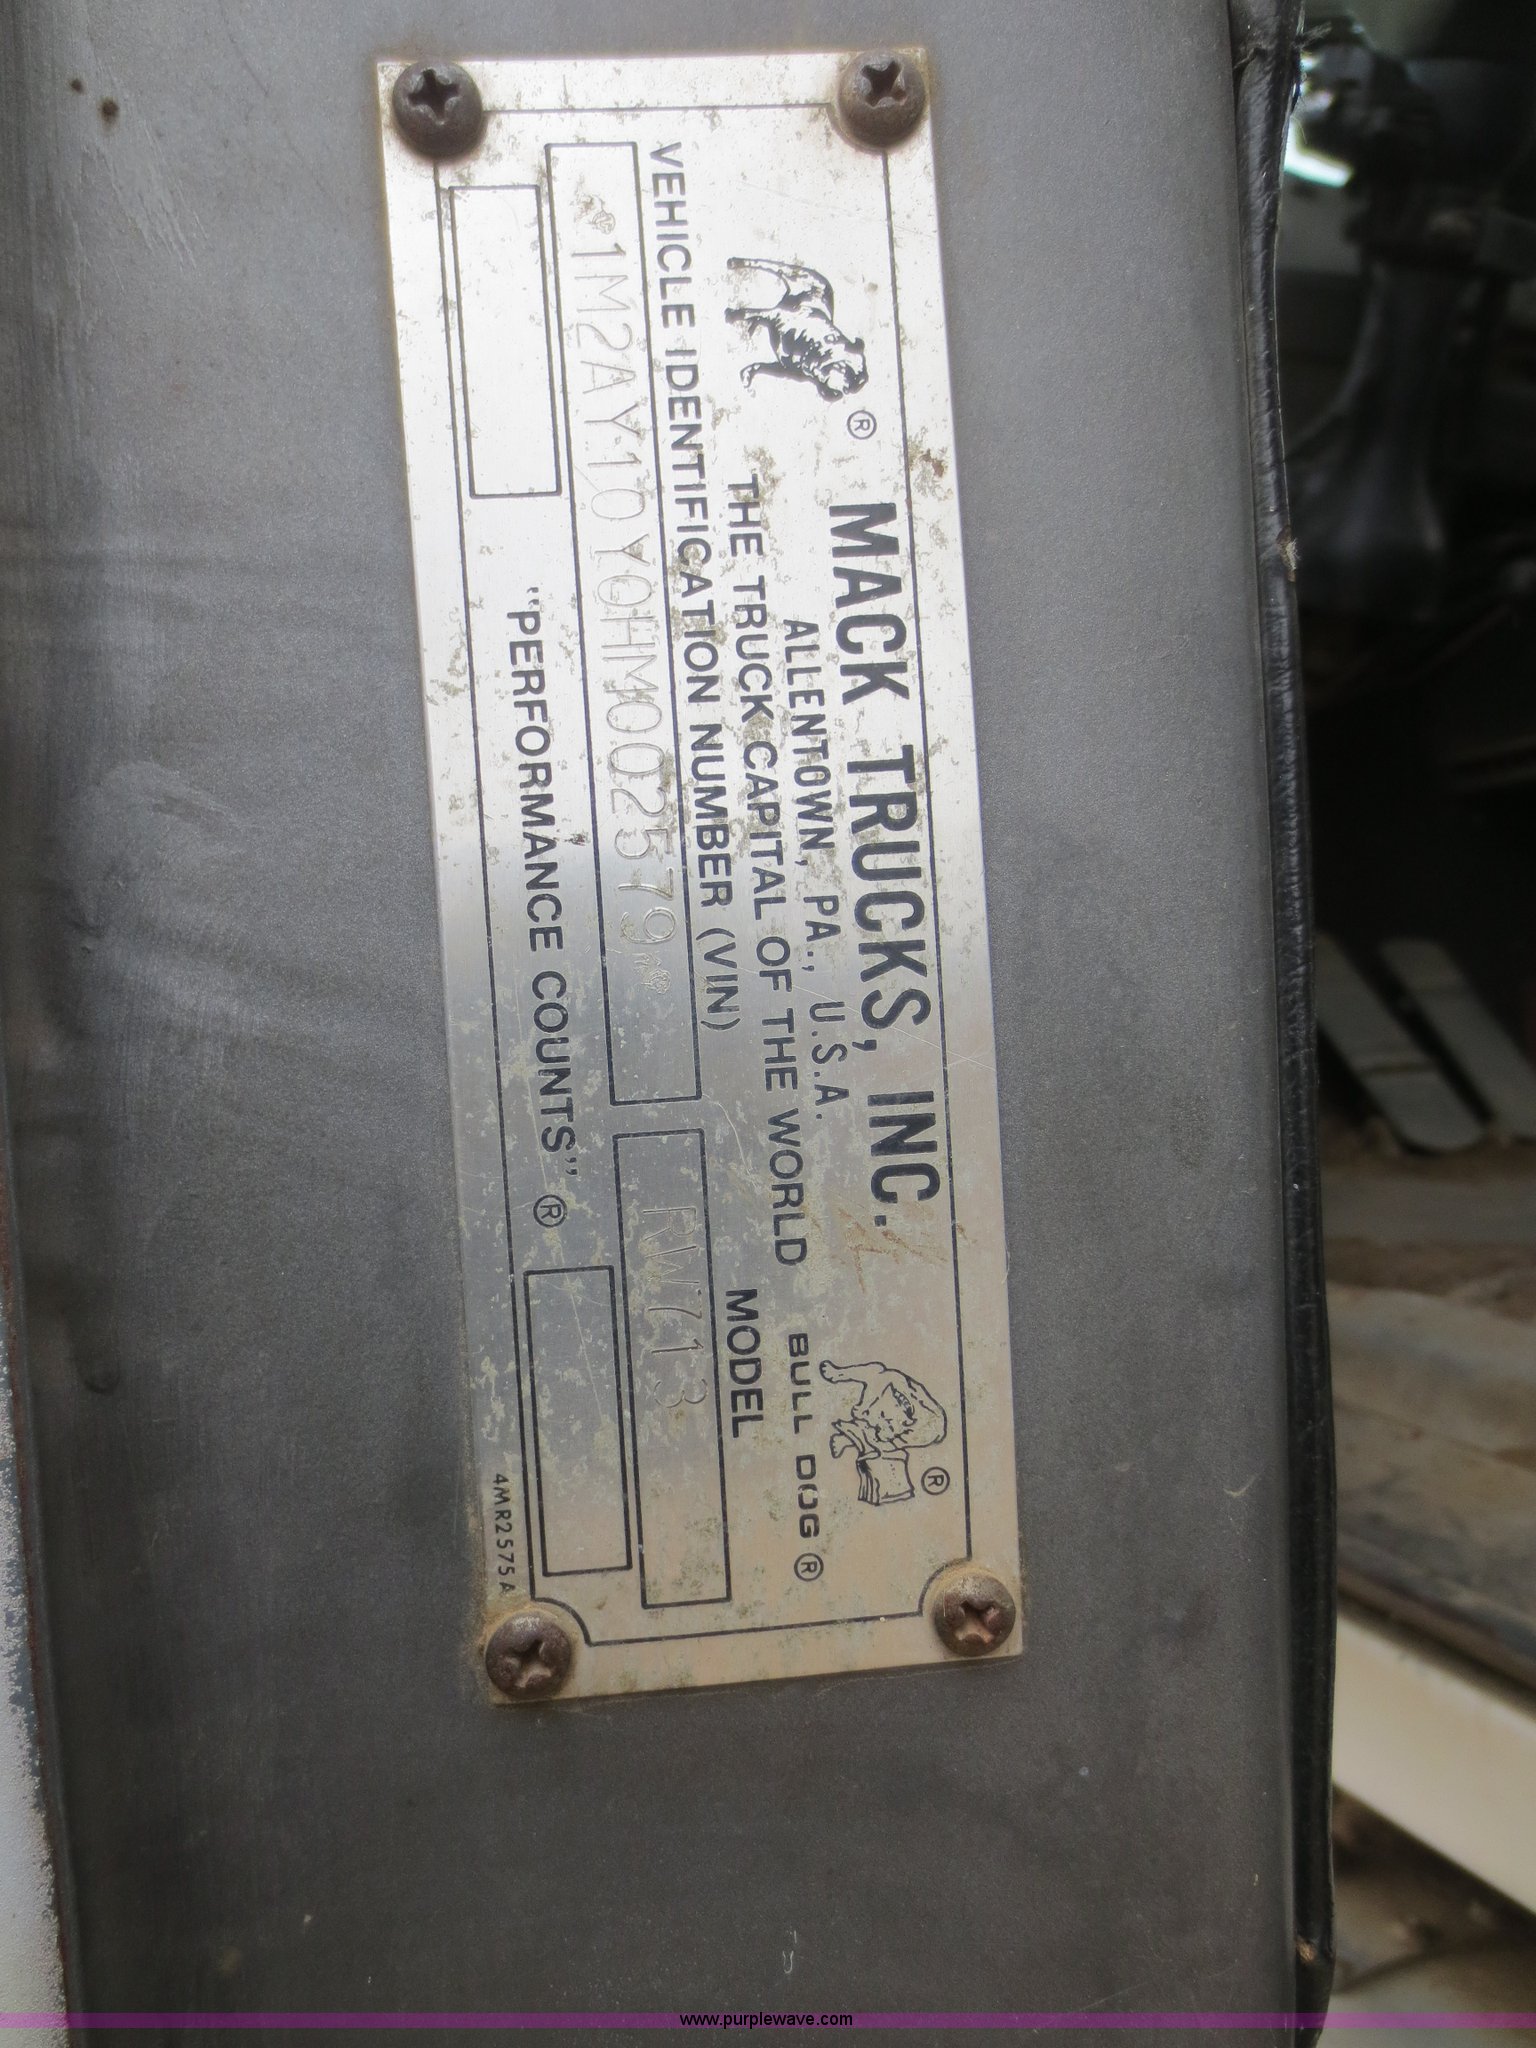 ® MACK TRUCKS, INC. ®
ALLENTOWN, PA., U.S.A.
THE TRUCK CAPITAL OF THE WORLD BULL DOG ®
VEHICLE IDENTIFICATION NUMBER (VIN) MODEL
1M2AY10Y0HM002579 RW713
"PERFORMANCE COUNTS" ®
4MR2575A
www.purplewave.com